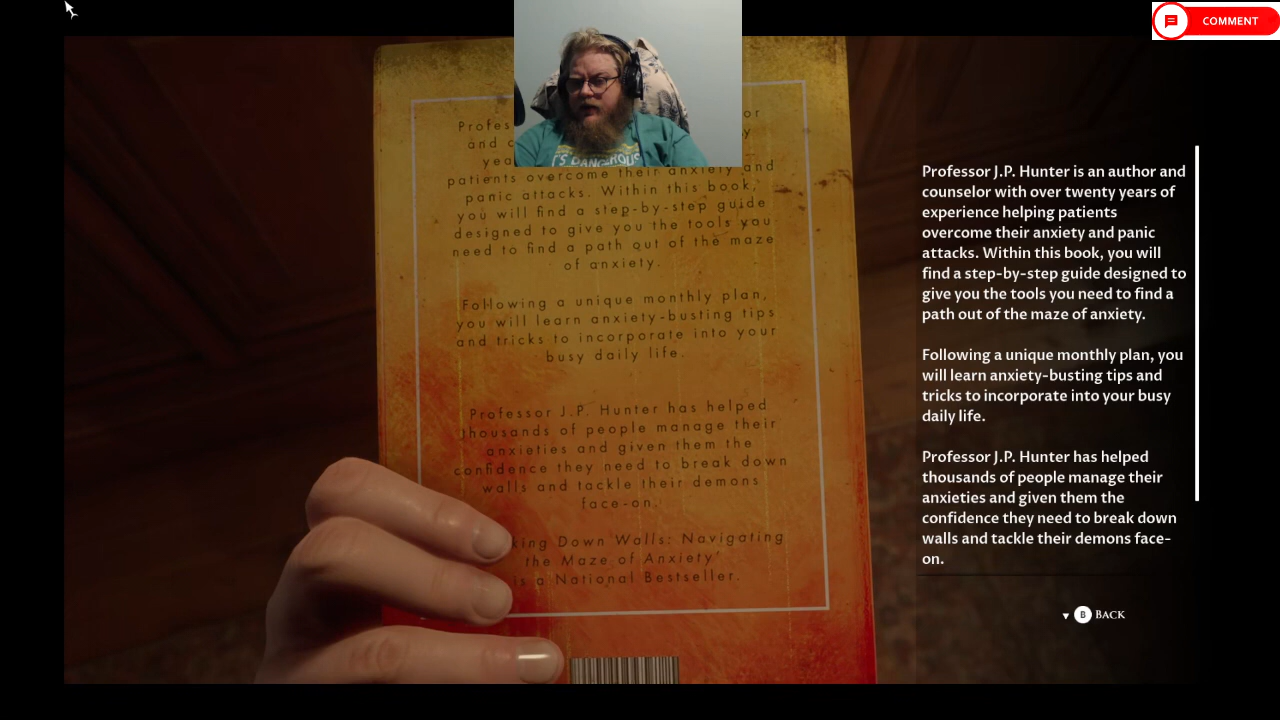 COMMENT
Profes
or
and c
y
yea
and
patients overcome their anxiety and
panic attacks. Within this book,
you will find a step-by-step guide
designed to give you the tools you
need to find a path out of the maze
of anxiety.
Following a unique monthly plan,
you will learn anxiety-busting tips
and tricks to incorporate into your
busy daily life.
Professor J.P. Hunter has helped
thousands of people manage their
anxieties and given them the
confidence they need to break down
walls and tackle their demons
face-on.
king Down Walls: Navigating
the Maze of Anxiety'
is a National Bestseller.
IT'S DANGEROUS
Professor J.P. Hunter is an author and
counselor with over twenty years of
experience helping patients
overcome their anxiety and panic
attacks. Within this book, you will
find a step-by-step guide designed to
give you the tools you need to find a
path out of the maze of anxiety.
Following a unique monthly plan, you
will learn anxiety-busting tips and
tricks to incorporate into your busy
daily life.
Professor J.P. Hunter has helped
thousands of people manage their
anxieties and given them the
confidence they need to break down
walls and tackle their demons face-
on.
B BACK